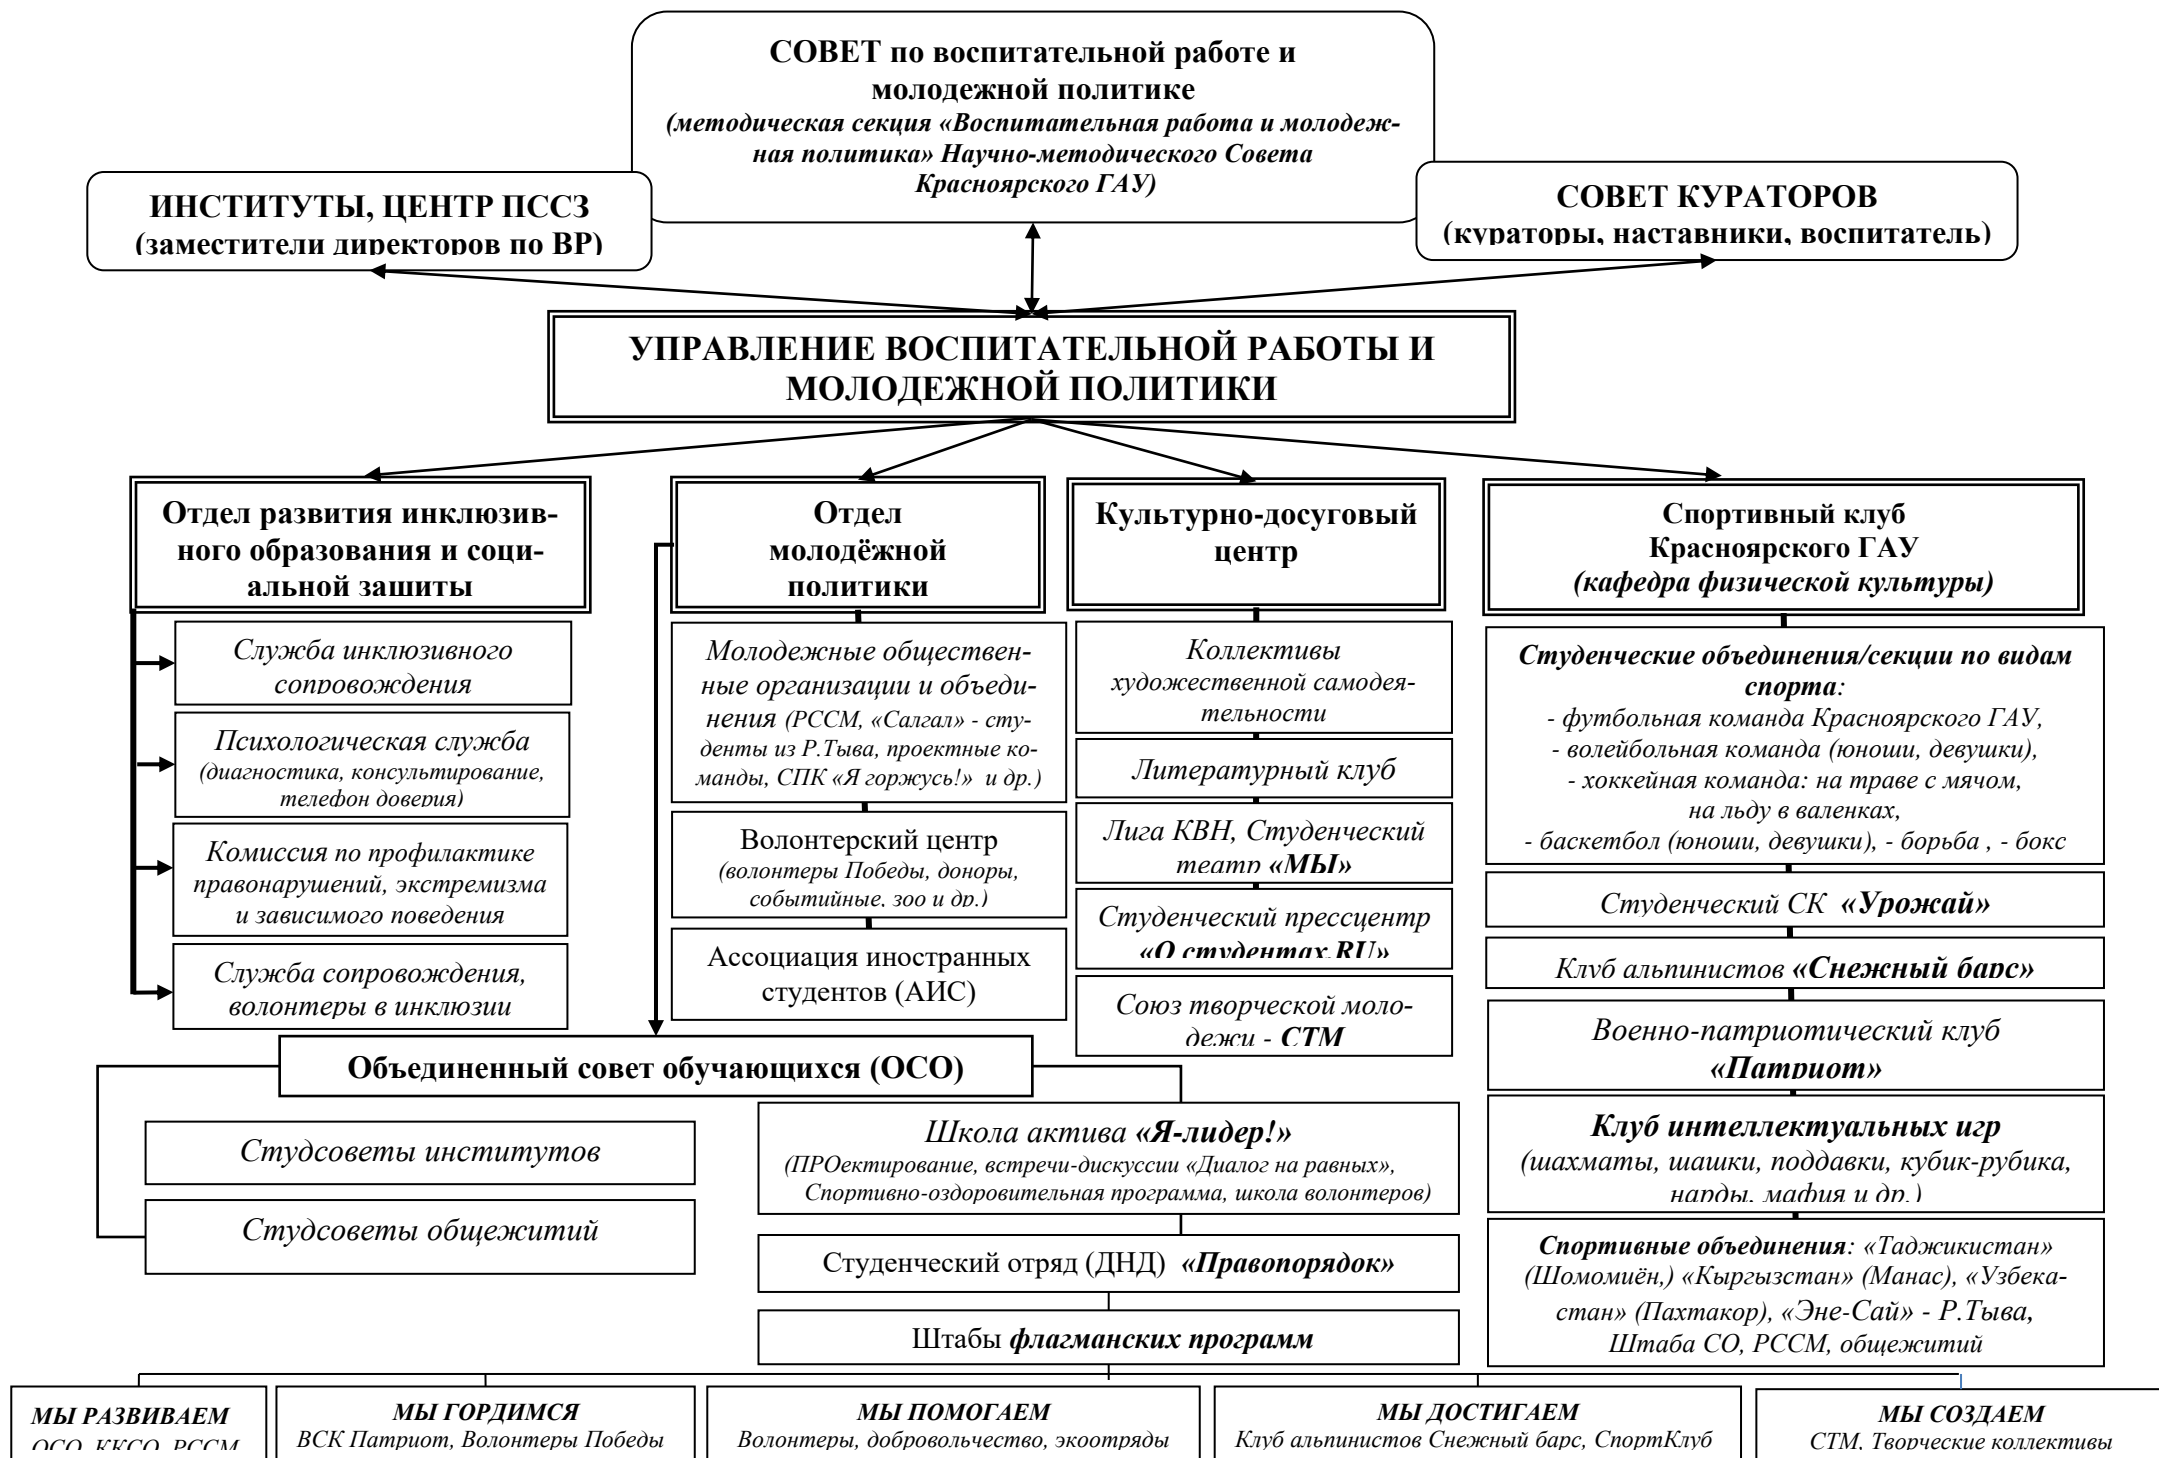 СОВЕТ по воспитательной работе и
молодежной политике
(методическая секция «Воспитательная работа и молодеж-
ная политика» Научно-методического Совета
Красноярского ГАУ)
ИНСТИТУТЫ, ЦЕНТР ПССЗ
(заместители директоров по ВР)
СОВЕТ КУРАТОРОВ
(кураторы, наставники, воспитатель)
УПРАВЛЕНИЕ ВОСПИТАТЕЛЬНОЙ РАБОТЫ И
МОЛОДЕЖНОЙ ПОЛИТИКИ
Отдел развития инклюзив-
ного образования и соци-
альной зашиты
Служба инклюзивного
сопровождения
Психологическая служба
(диагностика, консультирование,
телефон доверия)
Комиссия по профилактике
правонарушений, экстремизма
и зависимого поведения
Служба сопровождения,
волонтеры в инклюзии
Отдел
молодёжной
политики
Молодежные обществен-
ные организации и объеди-
нения (РССМ, «Салгал» - сту-
денты из Р.Тыва, проектные ко-
манды, СПК «Я горжусь!» и др.)
Волонтерский центр
(волонтеры Победы, доноры,
событийные, зоо и др.)
Ассоциация иностранных
студентов (АИС)
Культурно-досуговый
центр
Коллективы
художественной самодея-
тельности
Литературный клуб
Лига КВН, Студенческий
театр «МЫ»
Студенческий прессцентр
«О студентах.RU»
Союз творческой моло-
дежи - СТМ
Спортивный клуб
Красноярского ГАУ
(кафедра физической культуры)
Студенческие объединения/секции по видам
спорта:
- футбольная команда Красноярского ГАУ,
- волейбольная команда (юноши, девушки),
- хоккейная команда: на траве с мячом,
на льду в валенках,
- баскетбол (юноши, девушки), - борьба , - бокс
Студенческий СК «Урожай»
Клуб альпинистов «Снежный барс»
Военно-патриотический клуб
«Патриот»
Клуб интеллектуальных игр
(шахматы, шашки, поддавки, кубик-рубика,
нарды, мафия и др.)
Спортивные объединения: «Таджикистан»
(Шомомиён,) «Кыргызстан» (Манас), «Узбека-
стан» (Пахтакор), «Эне-Сай» - Р.Тыва,
Штаба СО, РССМ, общежитий
Объединенный совет обучающихся (ОСО)
Студсоветы институтов
Студсоветы общежитий
Школа актива «Я-лидер!»
(ПРОектирование, встречи-дискуссии «Диалог на равных»,
Спортивно-оздоровительная программа, школа волонтеров)
Студенческий отряд (ДНД) «Правопорядок»
Штабы флагманских программ
МЫ РАЗВИВАЕМ
ОСО, ККСО, РССМ
МЫ ГОРДИМСЯ
ВСК Патриот, Волонтеры Победы
МЫ ПОМОГАЕМ
Волонтеры, добровольчество, экоотряды
МЫ ДОСТИГАЕМ
Клуб альпинистов Снежный барс, СпортКлуб
МЫ СОЗДАЕМ
СТМ, Творческие коллективы